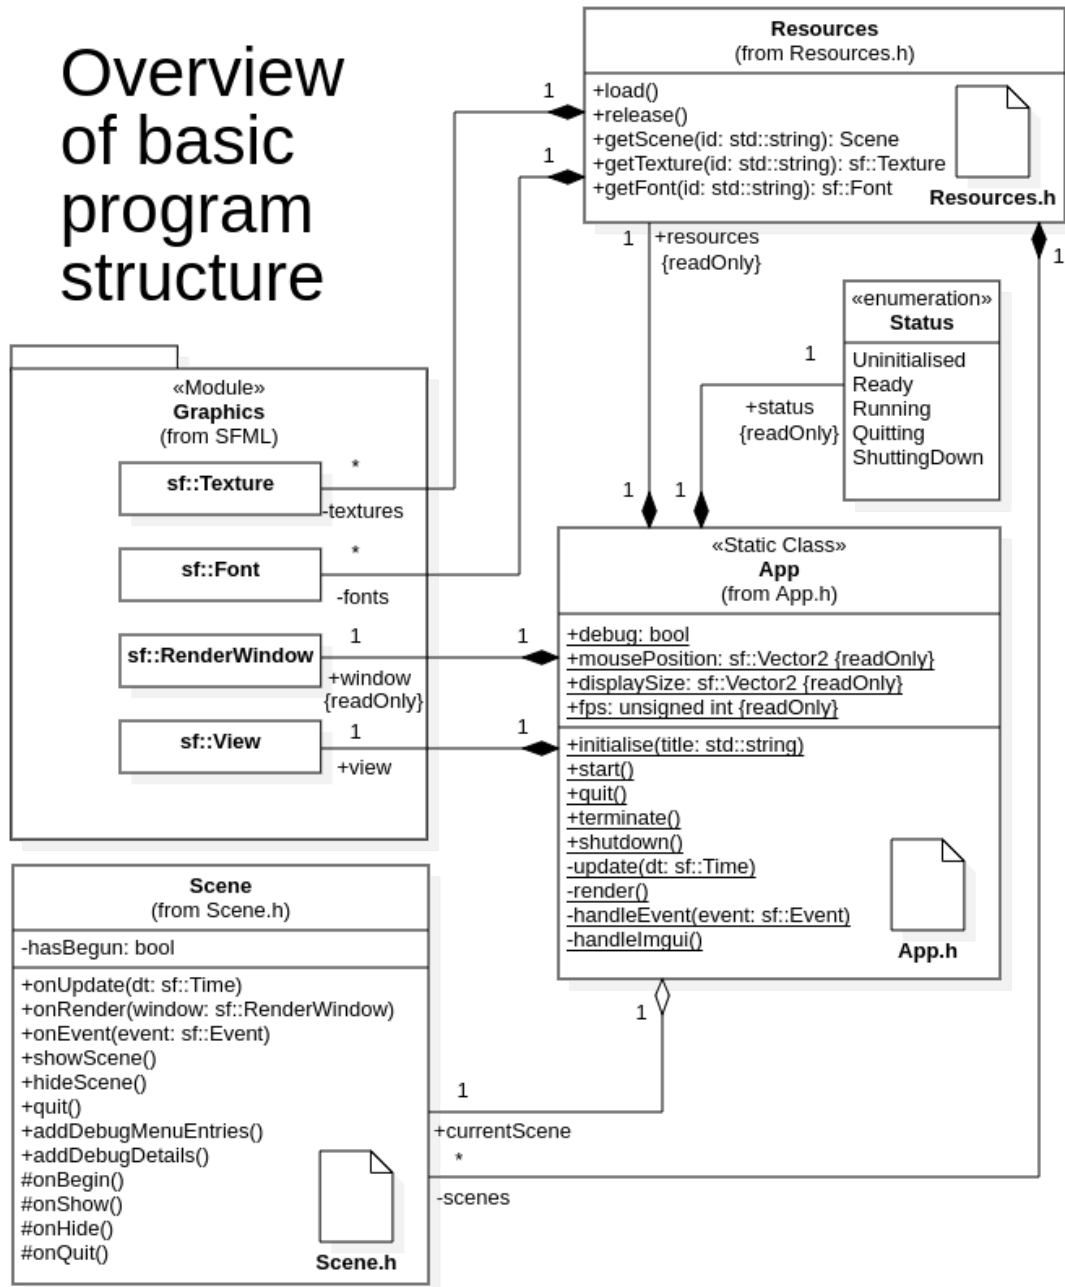 Overview
of basic
program
structure
Resources
(from Resources.h)
+load()
+release()
+getScene(id: std::string): Scene
+getTexture(id: std::string): sf::Texture
+getFont(id: std::string): sf::Font
Resources.h
1
1
1
+resources
{readOnly}
1
«enumeration»
Status
Uninitialised
Ready
Running
Quitting
ShuttingDown
1
+status
{readOnly}
1
1
«Module»
Graphics
(from SFML)
sf::Texture
*
-textures
sf::Font
*
-fonts
sf::RenderWindow
1
+window
{readOnly}
1
sf::View
1
+view
1
«Static Class»
App
(from App.h)
+debug: bool
+mousePosition: sf::Vector2 {readOnly}
+displaySize: sf::Vector2 {readOnly}
+fps: unsigned int {readOnly}
+initialise(title: std::string)
+start()
+quit()
+terminate()
+shutdown()
-update(dt: sf::Time)
-render()
-handleEvent(event: sf::Event)
-handleImgui()
App.h
1
Scene
(from Scene.h)
-hasBegun: bool
+onUpdate(dt: sf::Time)
+onRender(window: sf::RenderWindow)
+onEvent(event: sf::Event)
+showScene()
+hideScene()
+quit()
+addDebugMenuEntries()
+addDebugDetails()
#onBegin()
#onShow()
#onHide()
#onQuit()
Scene.h
1
+currentScene
*
-scenes